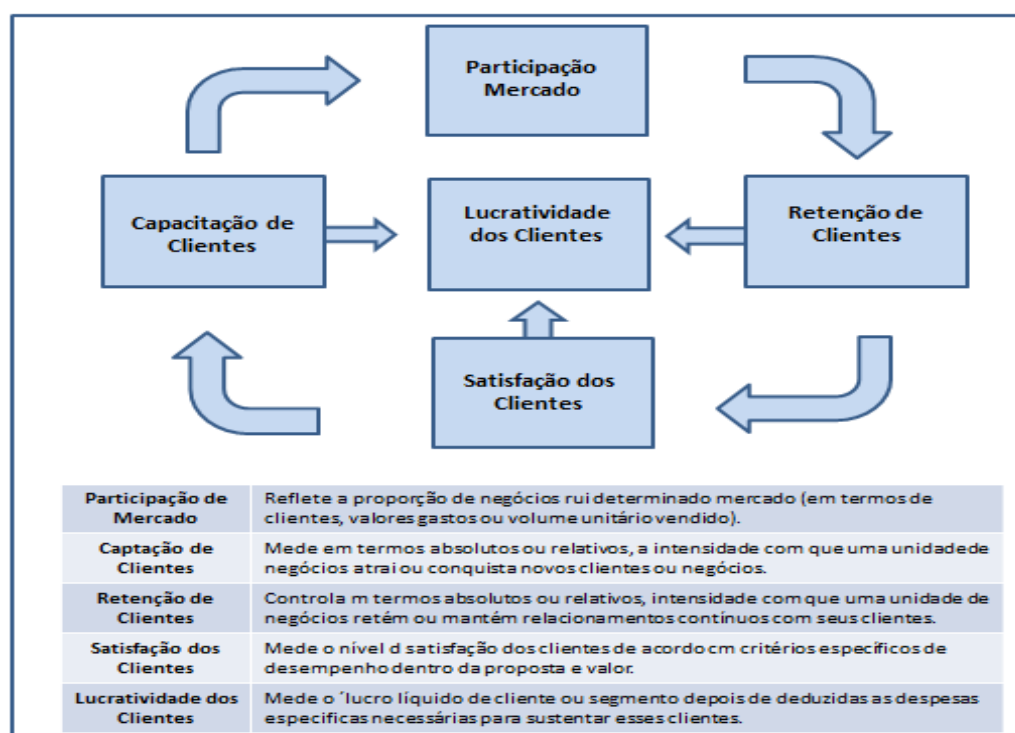 Participação
Mercado
Capacitação de
Clientes
Lucratividade
dos Clientes
Retenção de
Clientes
Satisfação dos
Clientes
Participação de
Mercado
Reflete a proporção de negócios rui determinado mercado (em termos de
clientes, valores gastos ou volume unitário vendido).
Captação de
Clientes
Mede em termos absolutos ou relativos, a intensidade com que uma unidadede
negócios atrai ou conquista novos clientes ou negócios.
Retenção de
Clientes
Controla m termos absolutos ou relativos, intensidade com que uma unidade de
negócios retém ou mantém relacionamentos contínuos com seus clientes.
Satisfação dos
Clientes
Mede o nível d satisfação dos clientes de acordo cm critérios específicos de
desempenho dentro da proposta e valor.
Lucratividade dos
Clientes
Mede o ´lucro líquido de cliente ou segmento depois de deduzidas as despesas
especificas necessárias para sustentar esses clientes.